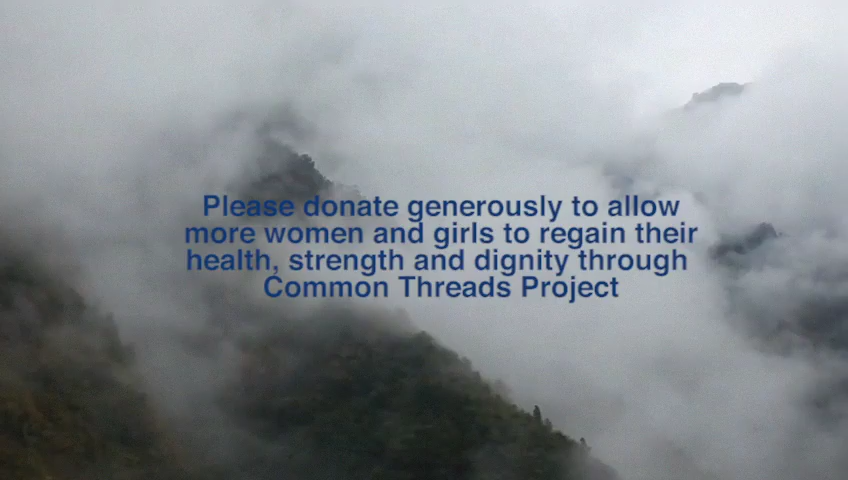 Please donate generously to allow
more women and girls to regain their
health, strength and dignity through
Common Threads Project